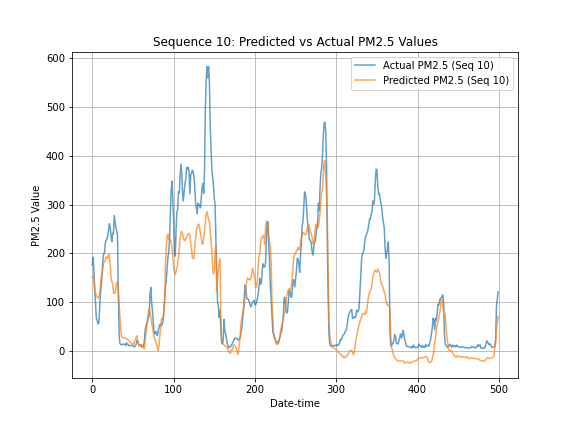 Sequence 10: Predicted vs Actual PM2.5 Values
Actual PM2.5 (Seq 10)
Predicted PM2.5 (Seq 10)
PM2.5 Value
600
500
400
300
200
100
0
0 100 200 300 400 500
Date-time